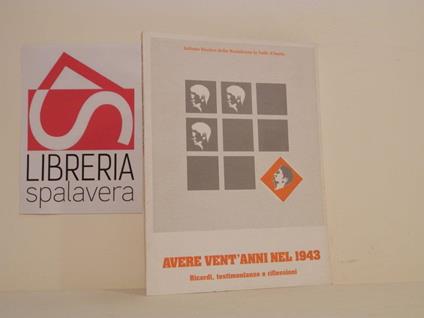 Istituto Storico della Resistenza in Valle d'Aosta
LIBRERIA
spalavera
AVERE VENT'ANNI NEL 1943
Ricordi, testimonianze e riflessioni